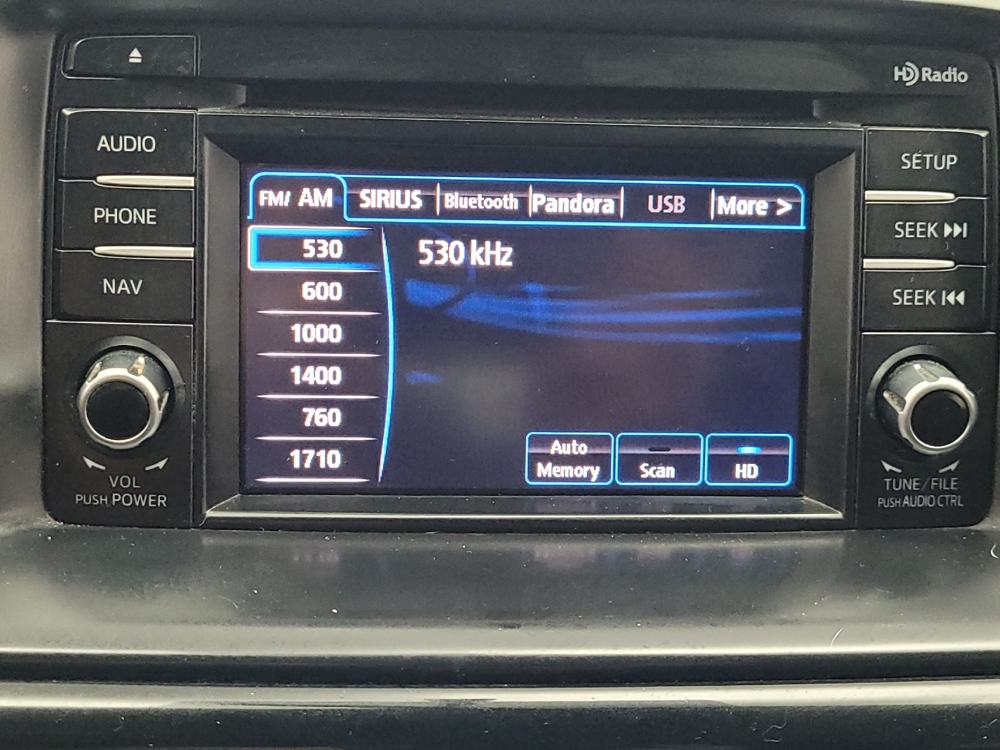 HD Radio
AUDIO
PHONE
NAV
VOL
PUSH POWER
FM/ AM SIRIUS Bluetooth Pandora USB More >
530
600
1000
1400
760
1710
530 kHz
Auto Memory
Scan
HD
SETUP
SEEK
SEEK
TUNE/FILE
PUSH AUDIO CTRL